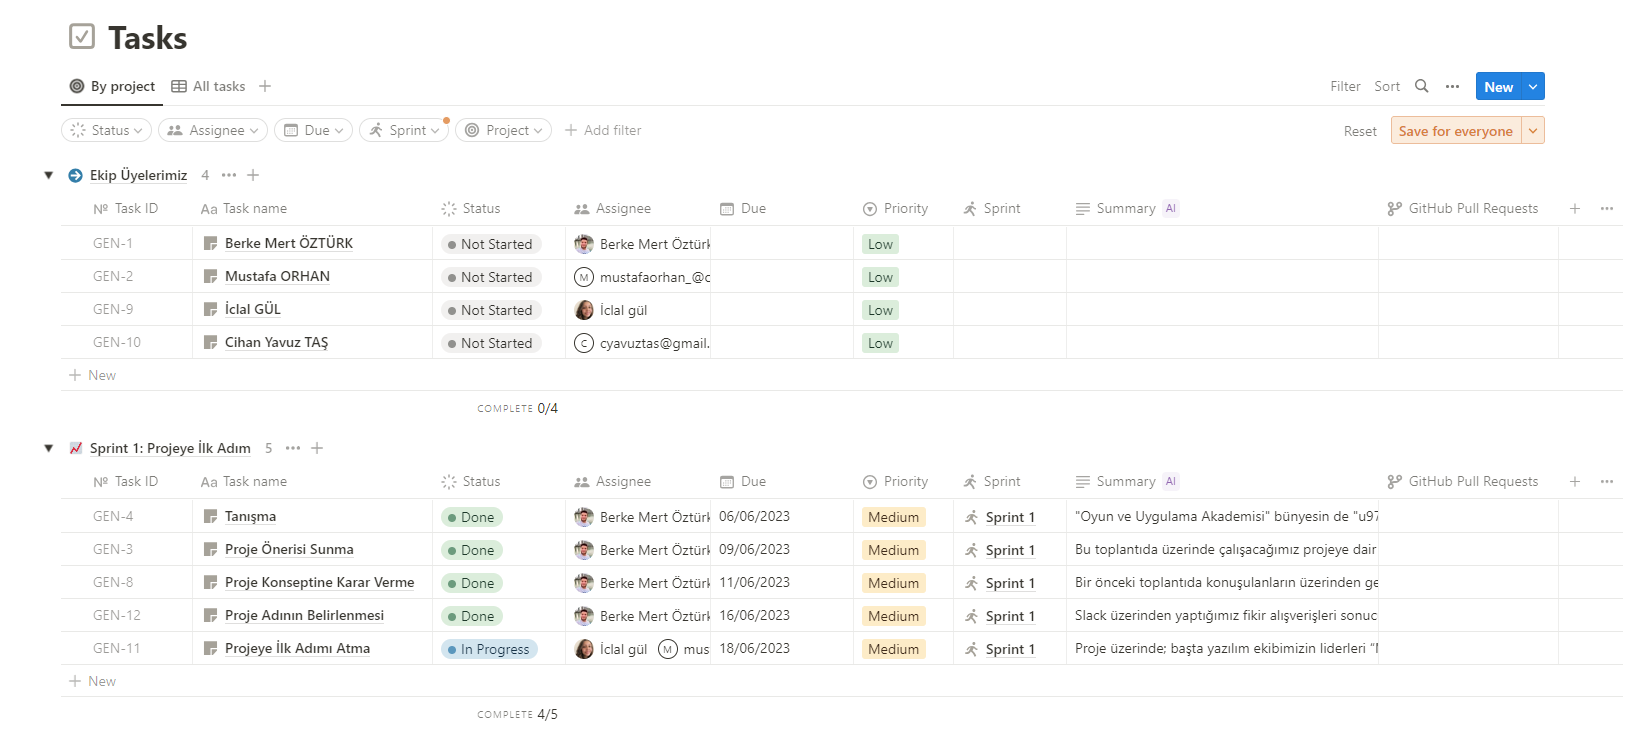 Tasks
By project All tasks Filter Sort New
Status Assignee Due Sprint Project Add filter Reset Save for everyone
Ekip Üyelerimiz 4
Nº Task ID Aa Task name Status Assignee Due Priority Sprint Summary AI GitHub Pull Requests
GEN-1 Berke Mert ÖZTÜRK Not Started Berke Mert Öztürk Low
GEN-2 Mustafa ORHAN Not Started M mustafaorhan_@ Low
GEN-9 İclal GÜL Not Started İclal gül Low
GEN-10 Cihan Yavuz TAŞ Not Started C cyavuztas@gmail. Low
New
COMPLETE 0/4
Sprint 1: Projeye İlk Adım 5
Nº Task ID Aa Task name Status Assignee Due Priority Sprint Summary AI GitHub Pull Requests
GEN-4 Tanışma Done Berke Mert Öztürk 06/06/2023 Medium Sprint 1 "Oyun ve Uygulama Akademisi" bünyesin de "u97
GEN-3 Proje Önerisi Sunma Done Berke Mert Öztürk 09/06/2023 Medium Sprint 1 Bu toplantıda üzerinde çalışacağımız projeye dair
GEN-8 Proje Konseptine Karar Verme Done Berke Mert Öztürk 11/06/2023 Medium Sprint 1 Bir önceki toplantıda konuşulanların üzerinden ge
GEN-12 Proje Adının Belirlenmesi Done Berke Mert Öztürk 16/06/2023 Medium Sprint 1 Slack üzerinden yaptığımız fikir alışverişleri sonuc
GEN-11 Projeye İlk Adımı Atma In Progress İclal gül M mus 18/06/2023 Medium Sprint 1 Proje üzerinde; başta yazılım ekibimizin liderleri "
New
COMPLETE 4/5